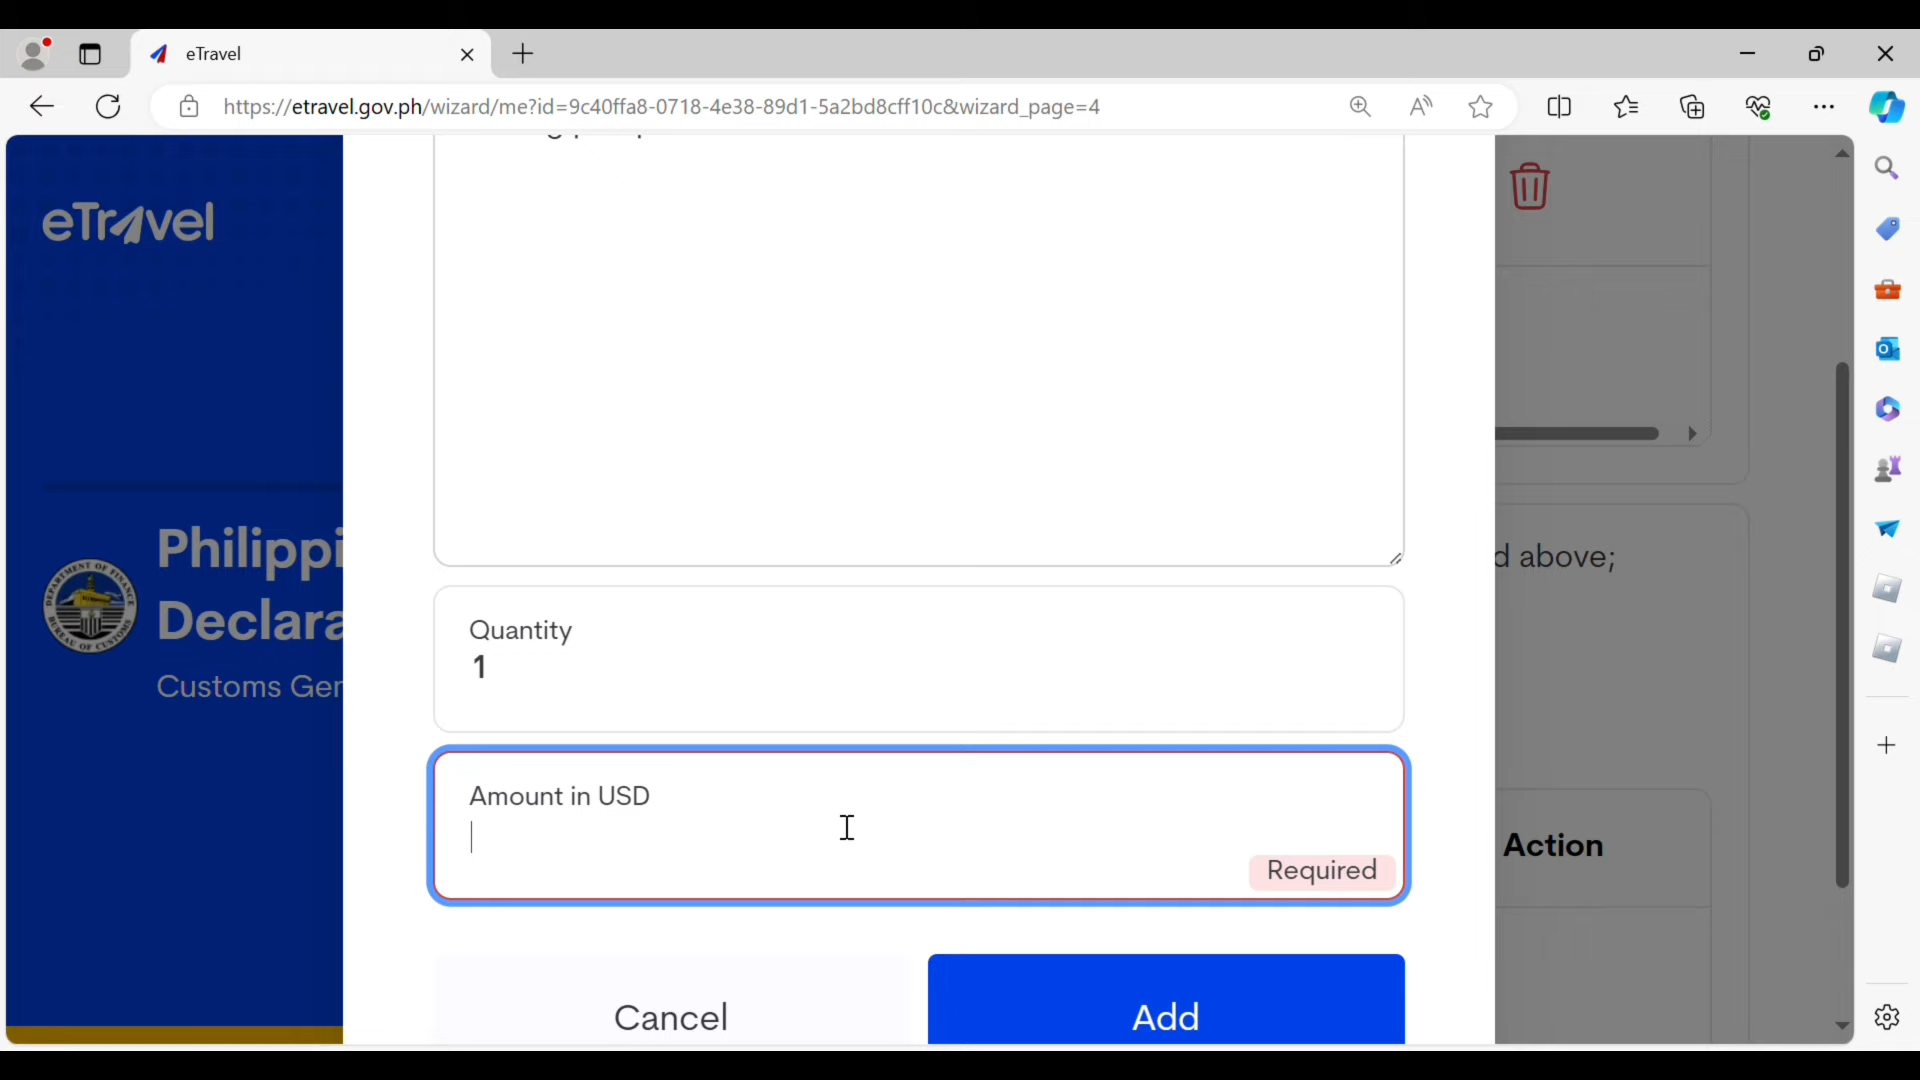 eTravel
https://etravel.gov.ph/wizard/me?id=9c40ffa8-0718-4e38-89d1-5a2bd8cff10c&wizard_page=4
eTravel
Philippi
Declara
Customs Ger
d above;
Quantity
1
Amount in USD
Required
Action
Cancel
Add